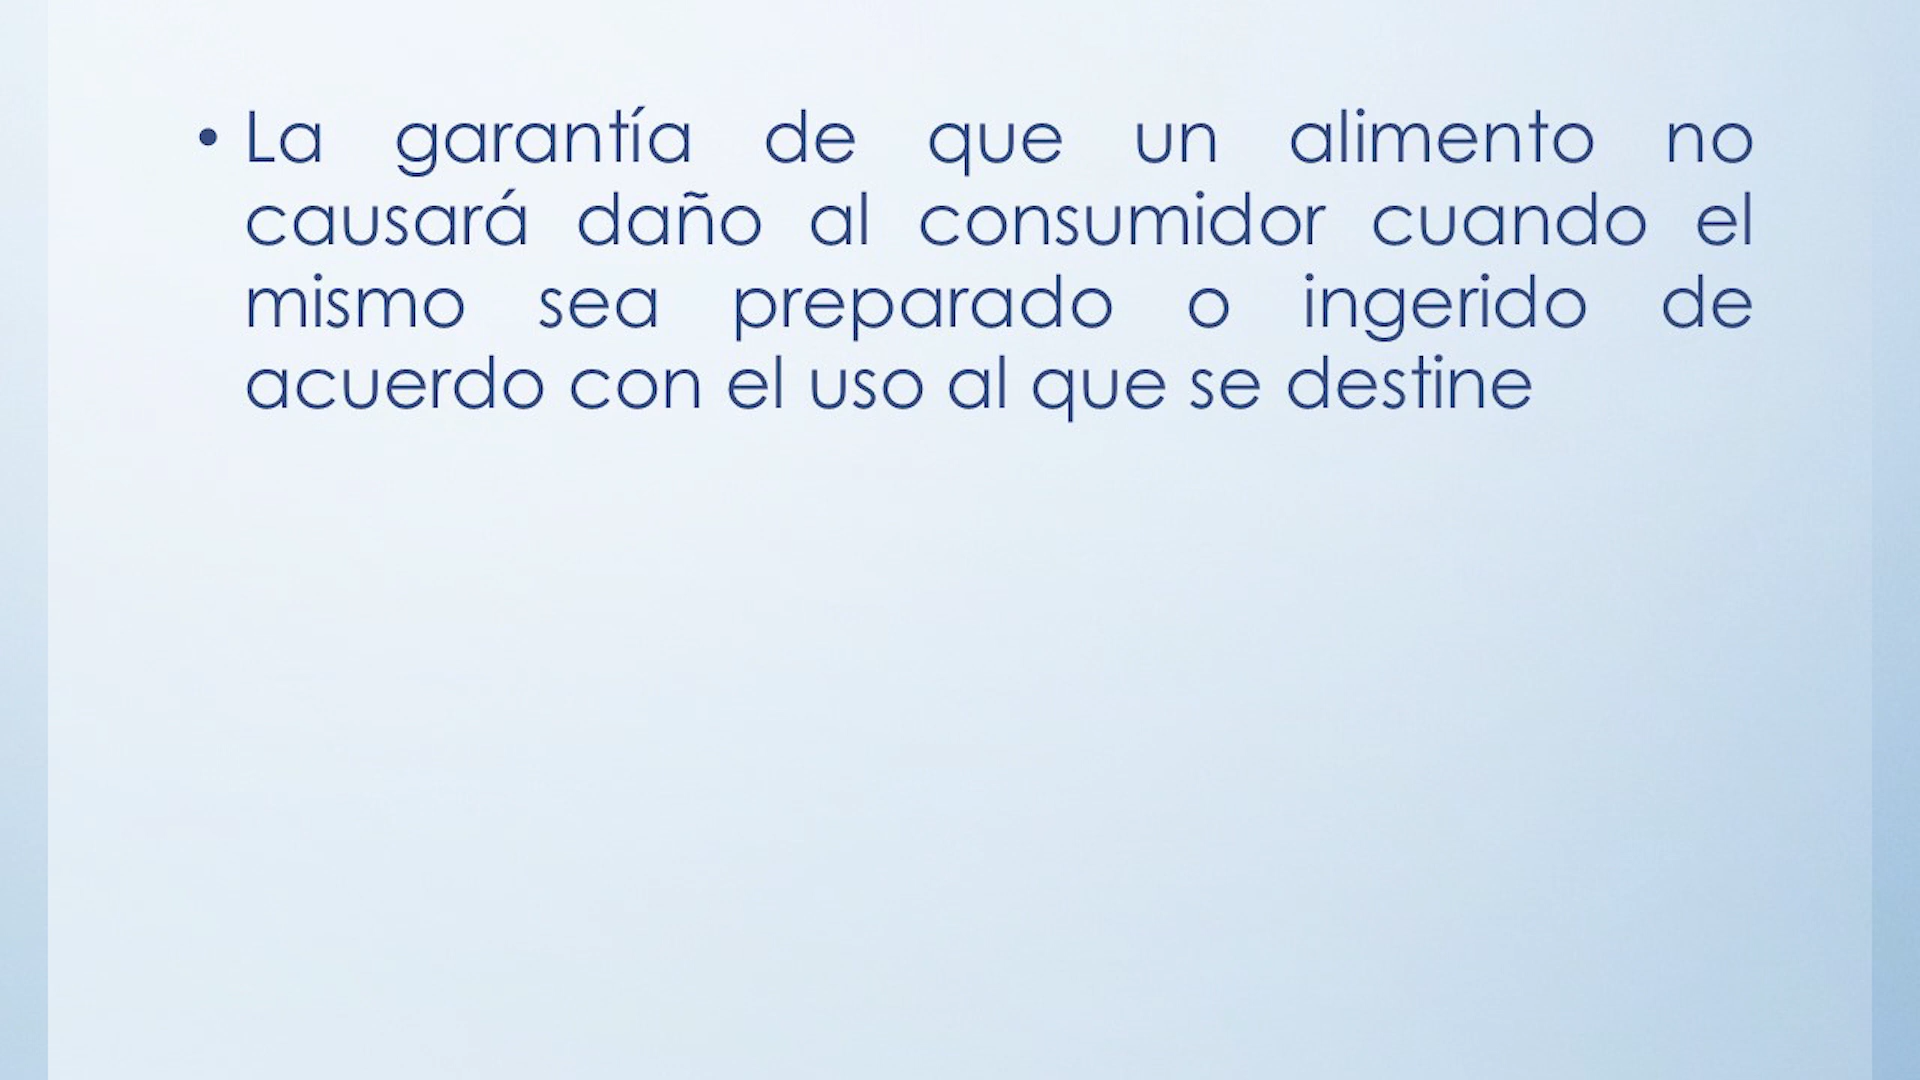 • La garantía de que un alimento no
causará daño al consumidor cuando el
mismo sea preparado o ingerido de
acuerdo con el uso al que se destine